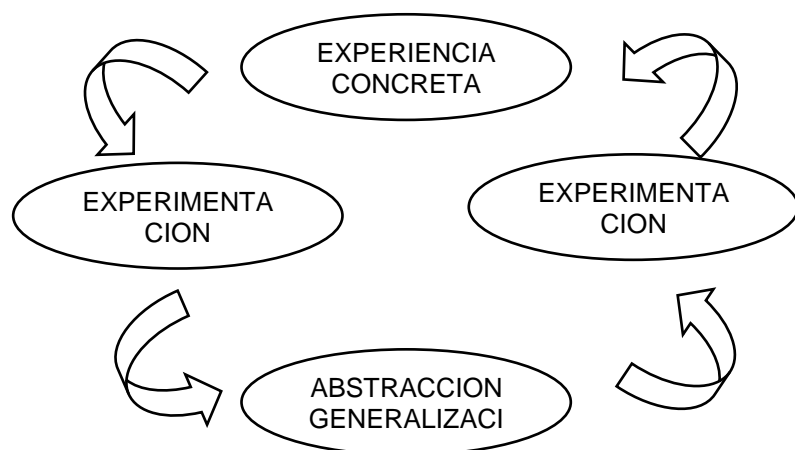 EXPERIENCIA
CONCRETA
EXPERIMENTA
CION
EXPERIMENTA
CION
ABSTRACCION
GENERALIZACI